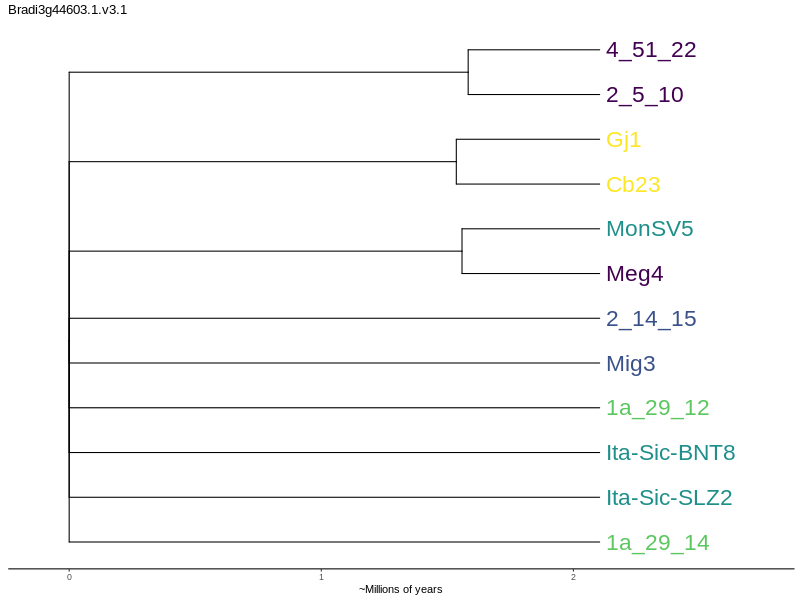 Bradi3g44603.1.v3.1
4_51_22
2_5_10
Gj1
Cb23
MonSV5
Meg4
2_14_15
Mig3
1a_29_12
Ita-Sic-BNT8
Ita-Sic-SLZ2
1a_29_14
0 1 2
~Millions of years